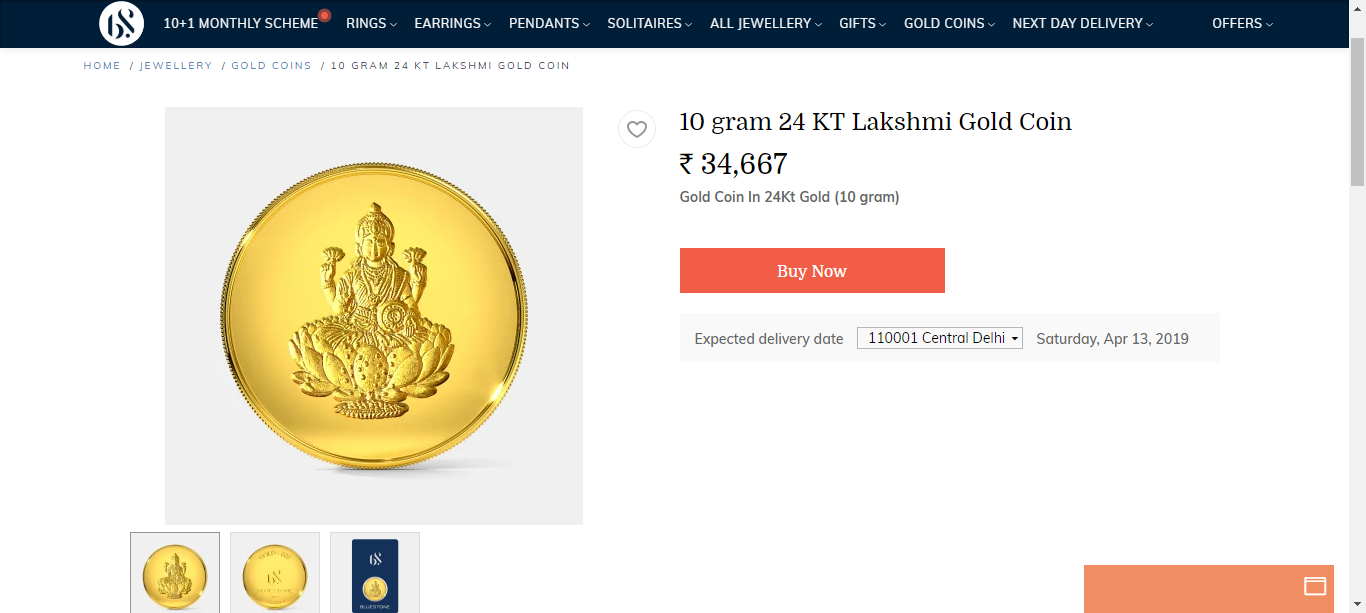 10+1 MONTHLY SCHEME RINGS EARRINGS PENDANTS SOLITAIRES ALL JEWELLERY GIFTS GOLD COINS NEXT DAY DELIVERY OFFERS
HOME / JEWELLERY / GOLD COINS / 10 GRAM 24 KT LAKSHMI GOLD COIN
10 gram 24 KT Lakshmi Gold Coin
₹ 34,667
Gold Coin In 24Kt Gold (10 gram)
Buy Now
Expected delivery date 110001 Central Delhi Saturday, Apr 13, 2019
BLUESTONE